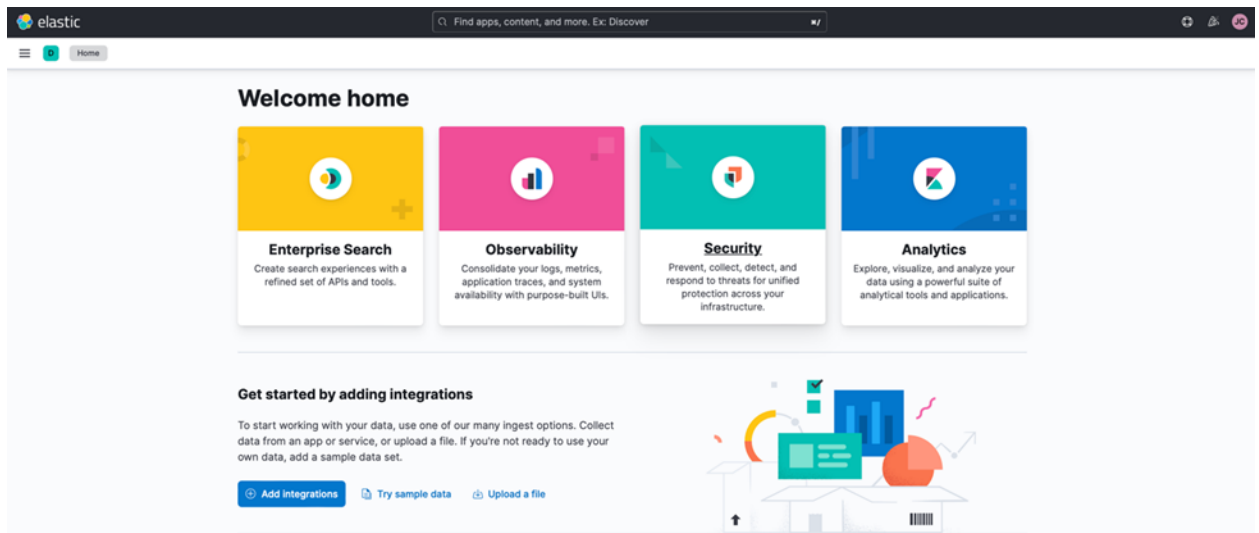 elastic
Find apps, content, and more. Ex: Discover
⌘/
JC
D
Home
Welcome home
Enterprise Search
Create search experiences with a
refined set of APIs and tools.
Observability
Consolidate your logs, metrics,
application traces, and system
availability with purpose-built UIs.
Security
Prevent, collect, detect, and
respond to threats for unified
protection across your
infrastructure.
Analytics
Explore, visualize, and analyze your
data using a powerful suite of
analytical tools and applications.
Get started by adding integrations
To start working with your data, use one of our many ingest options. Collect
data from an app or service, or upload a file. If you're not ready to use your
own data, add a sample data set.
Add integrations
Try sample data
Upload a file